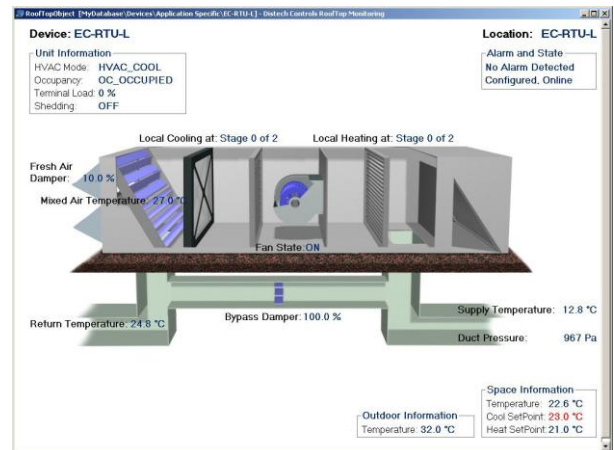 RoofTopObject [MyDatabase\Devices\Application Specific\EC-RTU-L] - Distech Controls RoofTop Monitoring
Device: EC-RTU-L
Location: EC-RTU-L
Unit Information
HVAC Mode: HVAC_COOL
Occupancy: OC_OCCUPIED
Terminal Load: 0 %
Shedding: OFF
Alarm and State
No Alarm Detected
Configured, Online
Local Cooling at: Stage 0 of 2
Local Heating at: Stage 0 of 2
Fresh Air
Damper: 10.0 %
Mixed Air Temperature: 27.0 °C
Fan State: ON
Return Temperature: 24.8 °C
Bypass Damper: 100.0 %
Supply Temperature: 12.8 °C
Duct Pressure: 967 Pa
Outdoor Information
Temperature: 32.0 °C
Space Information
Temperature: 22.6 °C
Cool SetPoint: 23.0 °C
Heat SetPoint: 21.0 °C